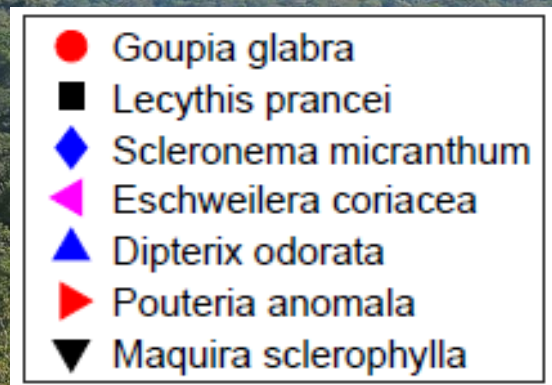 Goupia glabra
Lecythis prancei
Scleronema micranthum
Eschweilera coriacea
Dipterix odorata
Pouteria anomala
Maquira sclerophylla